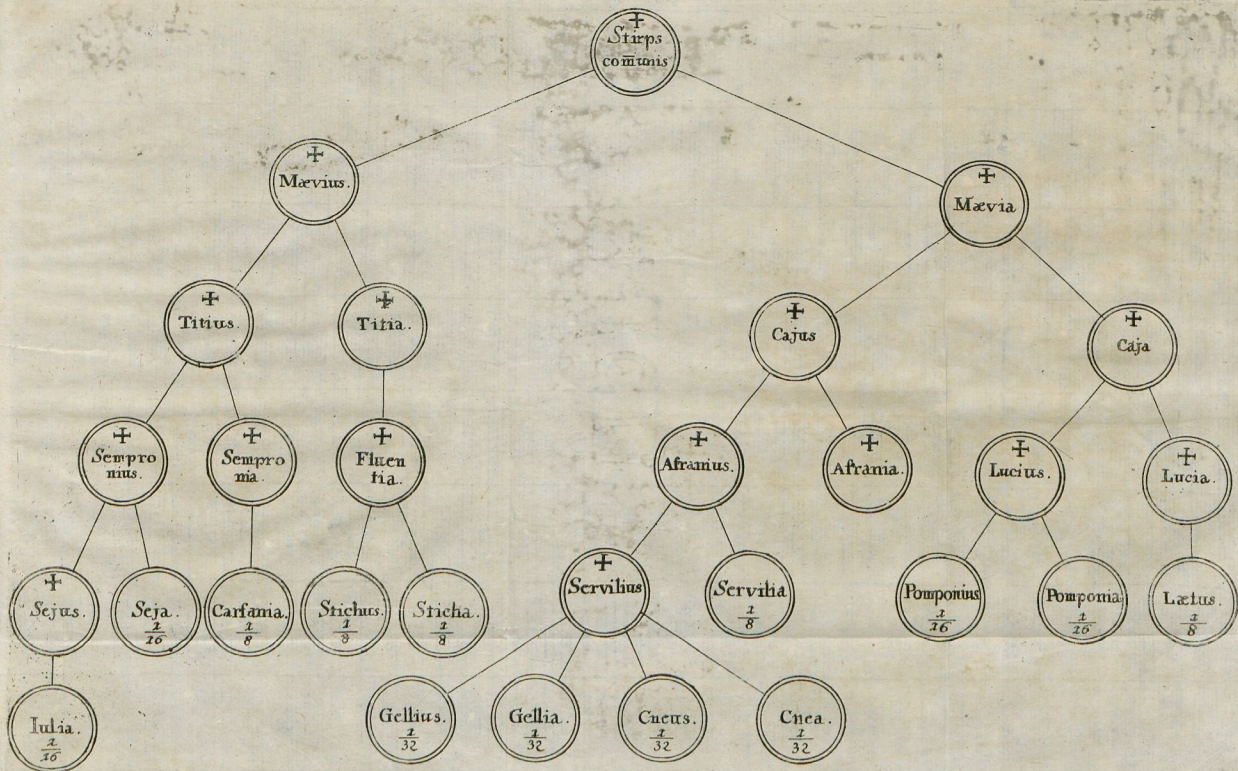 Stirps
com̄unis
Mævius.
Mævia
Titius.
Titia.
Cajus
Caja
Sempro
nius.
Sempro
nia.
Fluen
tia.
Afranius.
Afrania.
Lucius.
Lucia.
Sejus.
Seja.
1/16
Carfania.
1/8
Stichus.
1/8
Sticha.
1/8
Servilius
Servilia
1/8
Pomponius
1/16
Pomponia
1/16
Lætus.
1/8
Iulia.
1/16
Gellius.
1/32
Gellia.
1/32
Cneus.
1/32
Cnea.
1/32